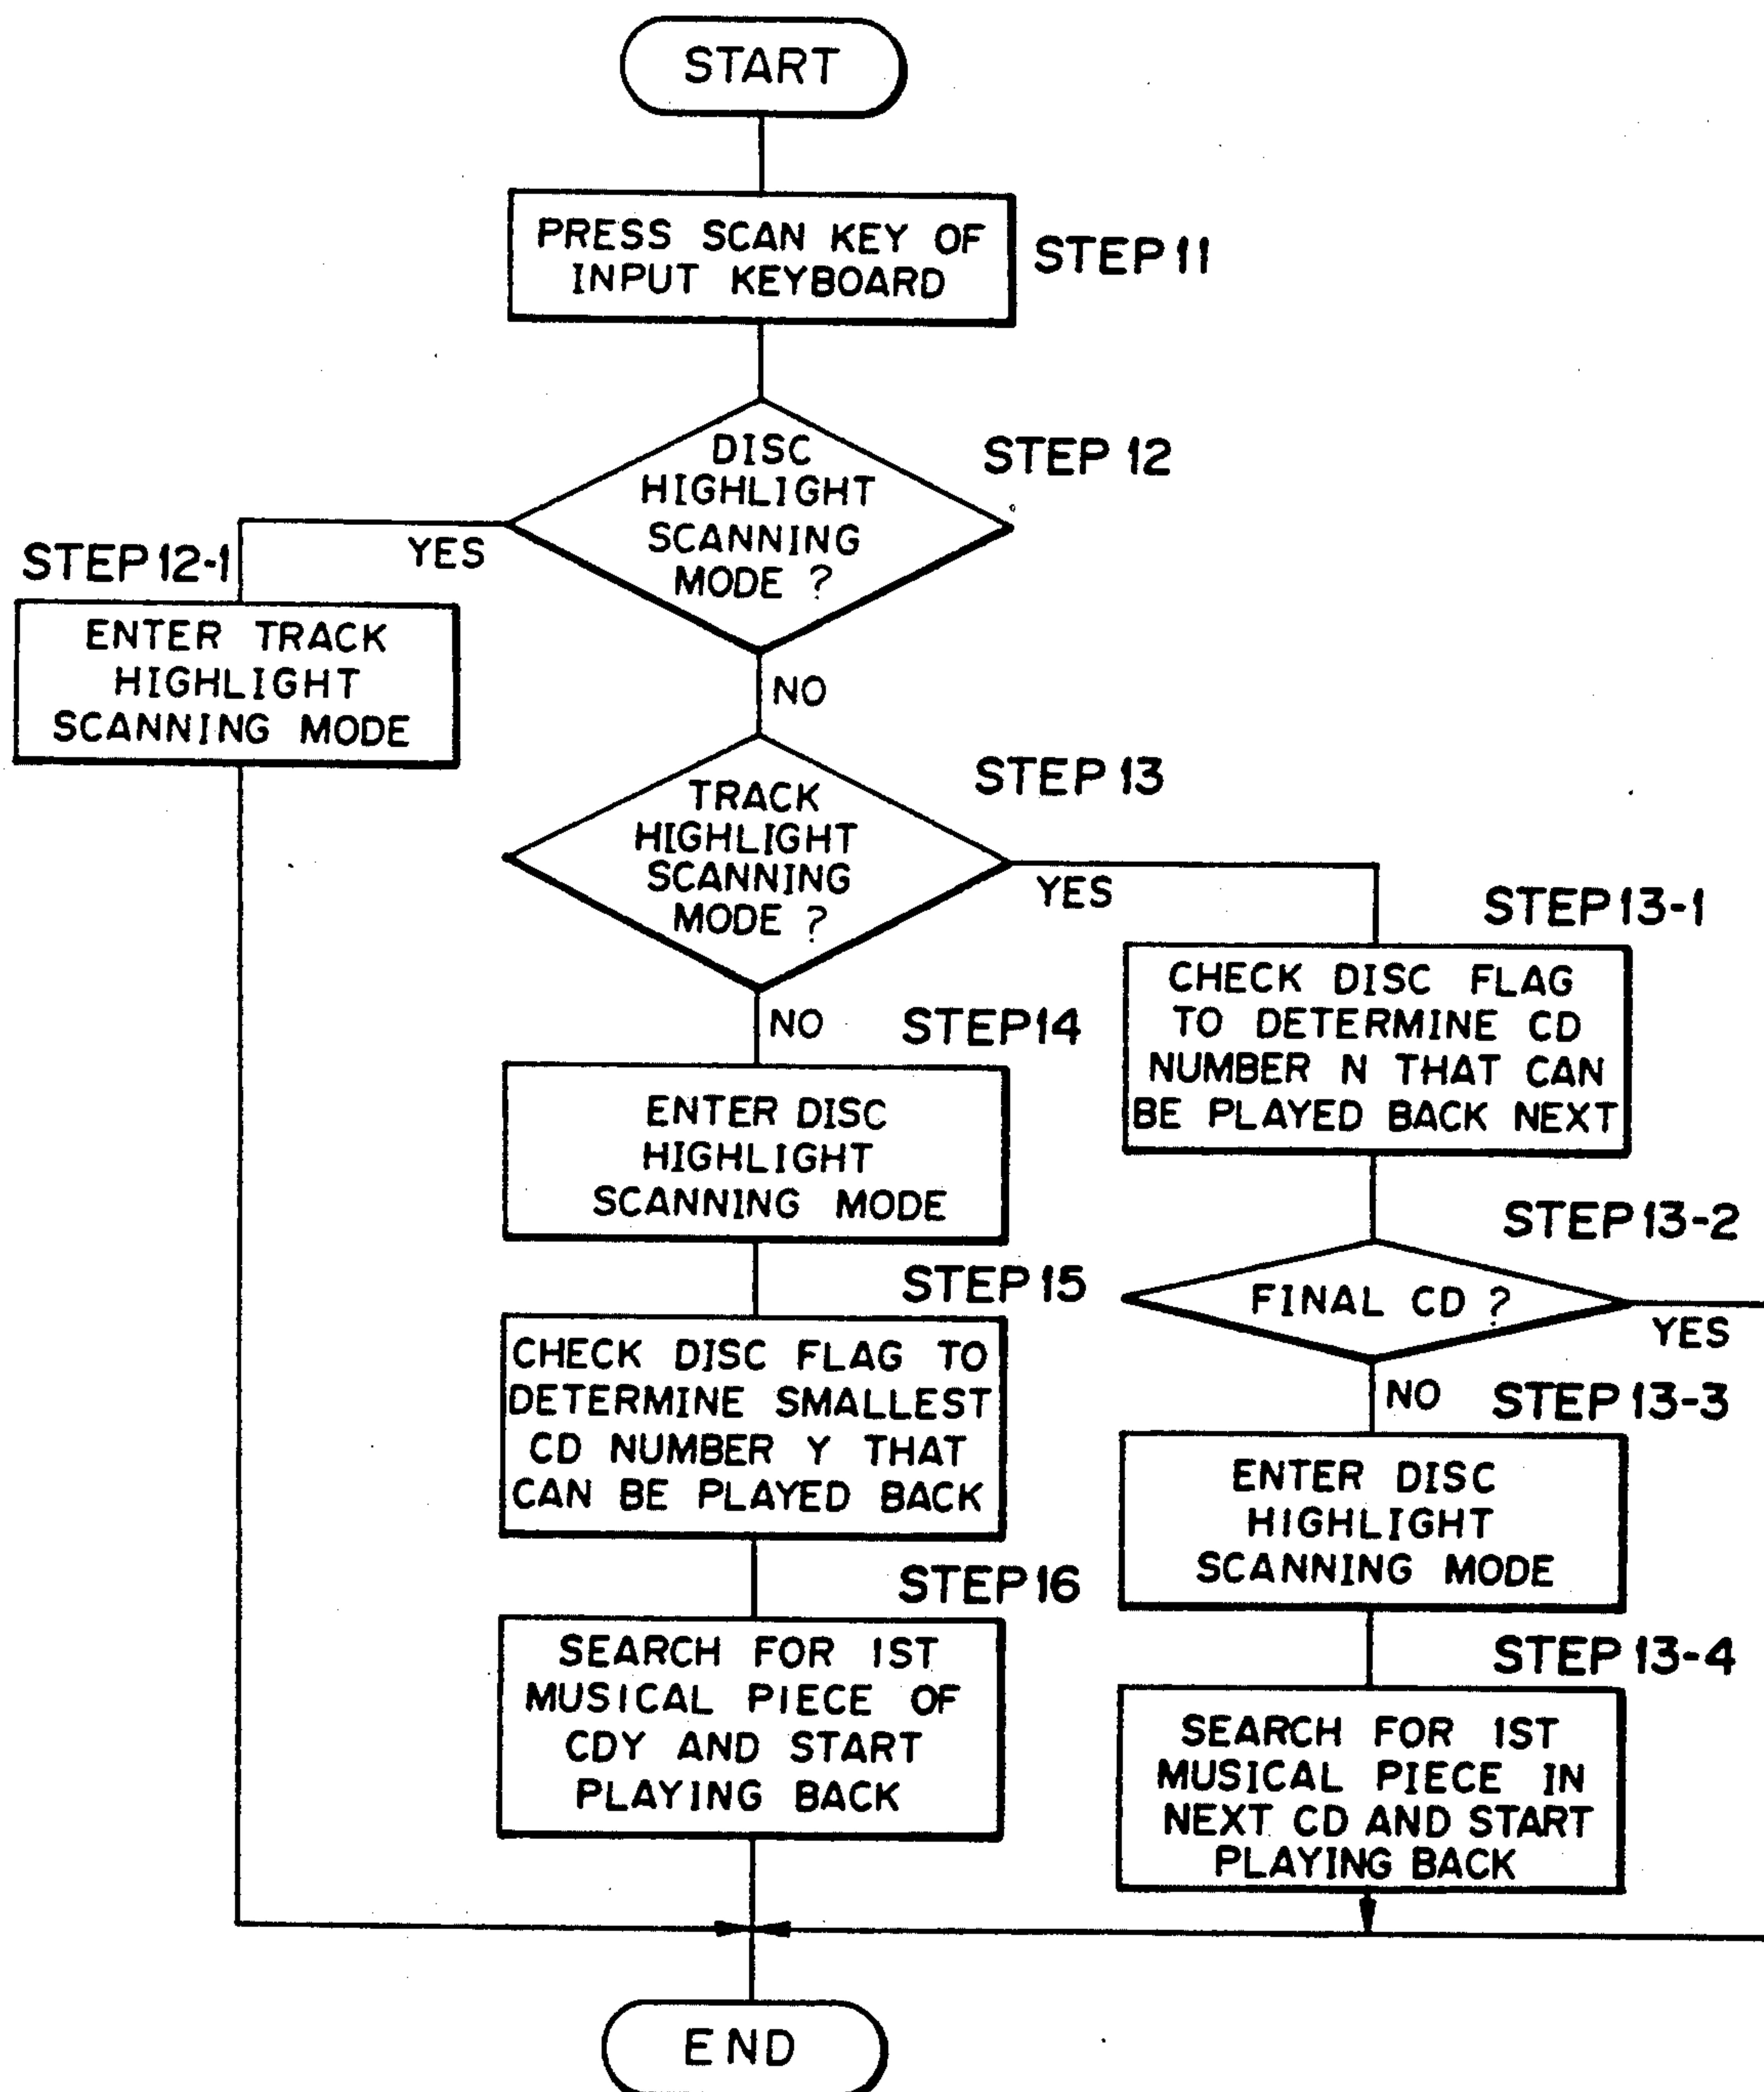 START
PRESS SCAN KEY OF
INPUT KEYBOARD
STEP 11
DISC
HIGHLIGHT
SCANNING
MODE ?
STEP 12
YES
STEP 12-1
ENTER TRACK
HIGHLIGHT
SCANNING MODE
NO
TRACK
HIGHLIGHT
SCANNING
MODE ?
STEP 13
YES
STEP 13-1
CHECK DISC FLAG
TO DETERMINE CD
NUMBER N THAT CAN
BE PLAYED BACK NEXT
NO
STEP 14
ENTER DISC
HIGHLIGHT
SCANNING MODE
STEP 13-2
FINAL CD ?
YES
STEP 15
CHECK DISC FLAG TO
DETERMINE SMALLEST
CD NUMBER Y THAT
CAN BE PLAYED BACK
NO
STEP 13-3
ENTER DISC
HIGHLIGHT
SCANNING MODE
STEP 16
SEARCH FOR 1ST
MUSICAL PIECE OF
CDY AND START
PLAYING BACK
STEP 13-4
SEARCH FOR 1ST
MUSICAL PIECE IN
NEXT CD AND START
PLAYING BACK
END